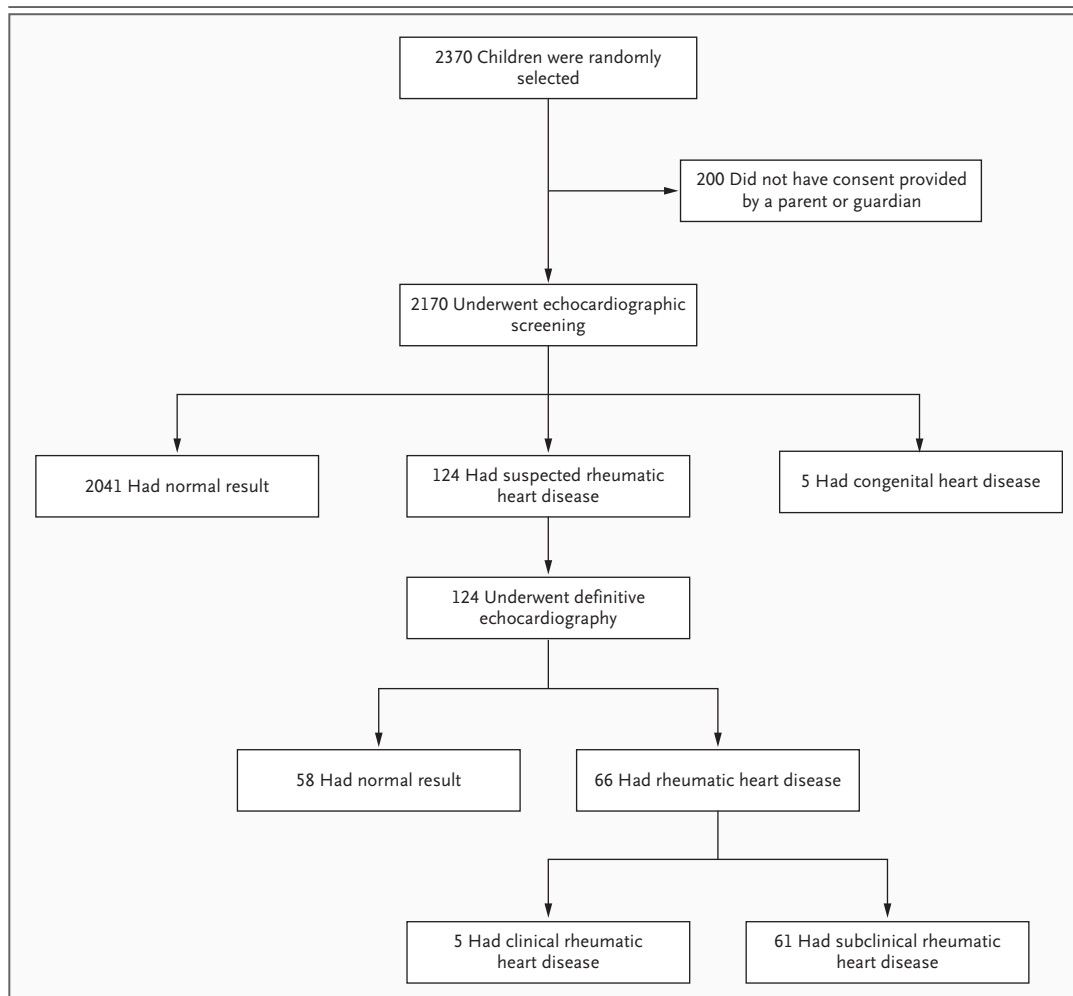 2370 Children were randomly
selected
200 Did not have consent provided
by a parent or guardian
2170 Underwent echocardiographic
screening
2041 Had normal result
124 Had suspected rheumatic
heart disease
5 Had congenital heart disease
124 Underwent definitive
echocardiography
58 Had normal result
66 Had rheumatic heart disease
5 Had clinical rheumatic
heart disease
61 Had subclinical rheumatic
heart disease